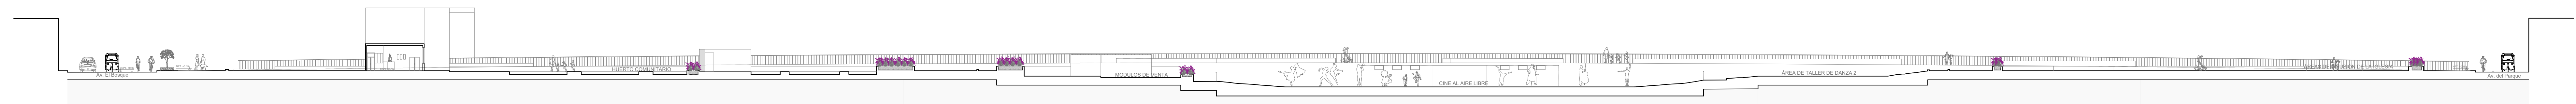 Av. El Bosque
HUERTO COMUNITARIO
MODULOS DE VENTA
CINE AL AIRE LIBRE
ÁREA DE TALLER DE DANZA 2
Av. del Parque